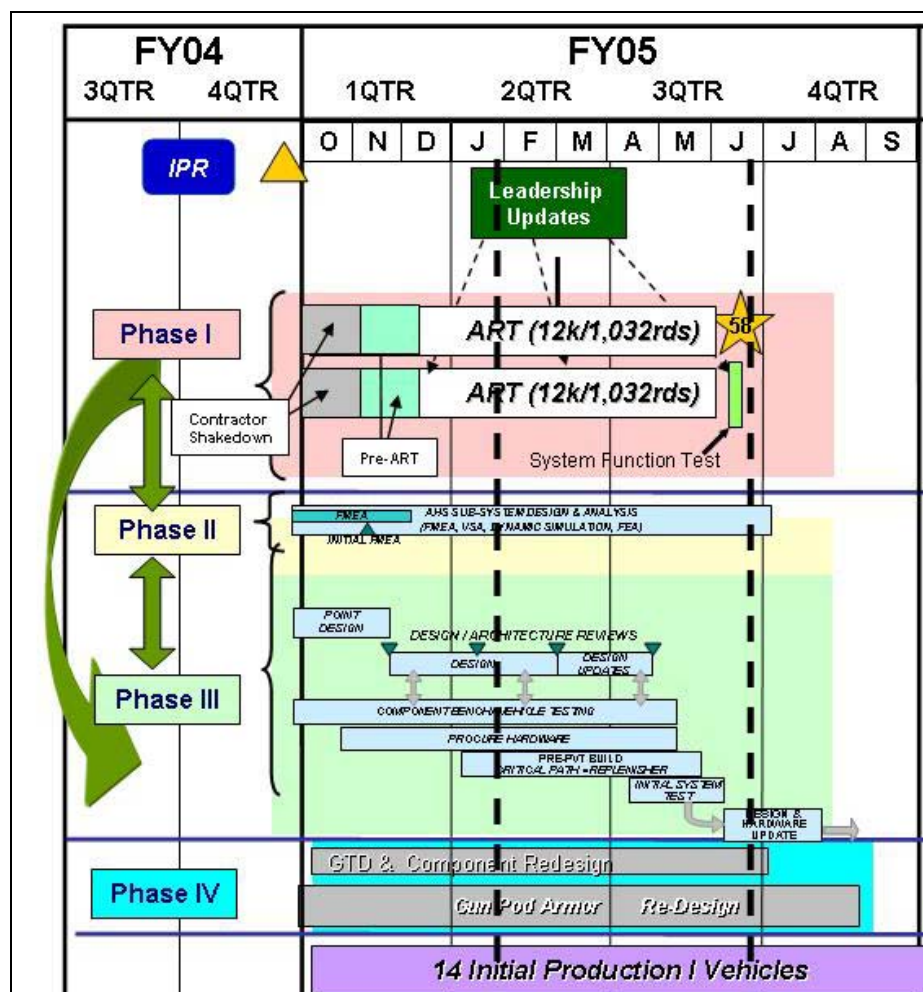 FY04 FY05
3QTR 4QTR 1QTR 2QTR 3QTR 4QTR
O N D J F M A M J J A S
IPR
Leadership
Updates
Phase I
ART (12k/1,032rds)
58
ART (12k/1,032rds)
Contractor
Shakedown
Pre-ART
System Function Test
Phase II
FMEA
AHS SUB-SYSTEM DESIGN & ANALYSIS
(FMEA, VSA, DYNAMIC SIMULATION, FEA)
INITIAL FMEA
POINT
DESIGN
DESIGN / ARCHITECTURE REVIEWS
DESIGN
DESIGN
UPDATES
Phase III
COMPONENT BENCH/VEHICLE TESTING
PROCURE HARDWARE
PRE-PVT BUILD
CRITICAL PATH = REPLENISHER
INITIAL SYSTEM
TEST
DESIGN &
HARDWARE
UPDATE
GTD & Component Redesign
Phase IV
Gun Pod Armor Re-Design
14 Initial Production I Vehicles